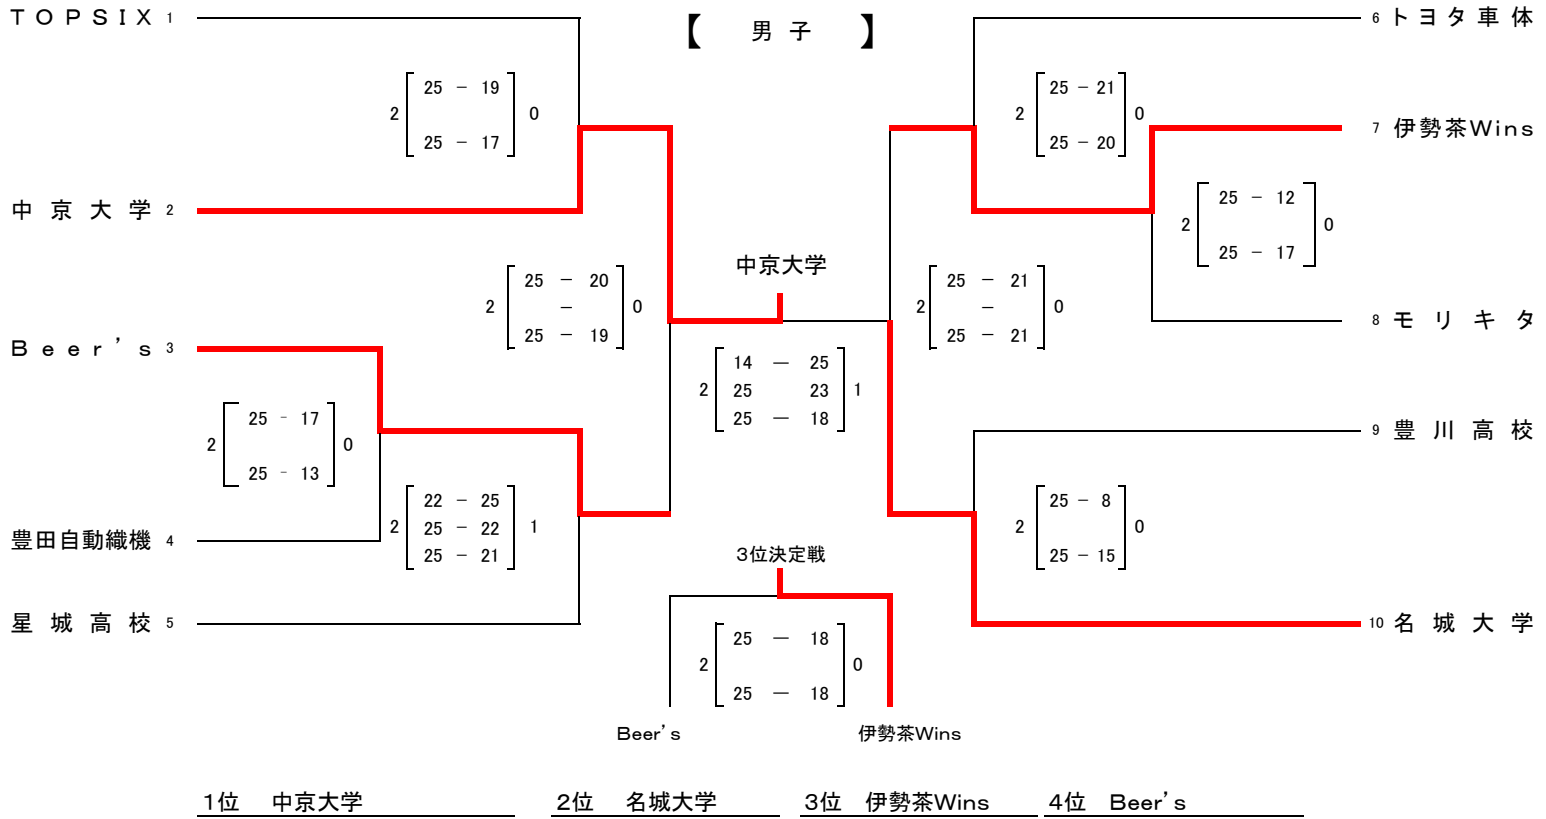 【 男 子 】
TOPSIX 1
2 25 － 19 0
25 － 17
中京大学 2
2 25 － 20 0
－
25 － 19
Beer's 3
2 25 － 17 0
25 － 13
豊田自動織機 4
2 22 － 25 1
25 － 22
25 － 21
星城高校 5
中京大学
2 14 － 25 1
25 23
25 － 18
6 トヨタ車体
2 25 － 21 0
25 － 20
7 伊勢茶Wins
2 25 － 12 0
25 － 17
8 モリキタ
2 25 － 21 0
－
25 － 21
9 豊川高校
2 25 － 8 0
25 － 15
10 名城大学
3位決定戦
2 25 － 18 0
25 － 18
Beer's 伊勢茶Wins
1位 中京大学 2位 名城大学 3位 伊勢茶Wins 4位 Beer's